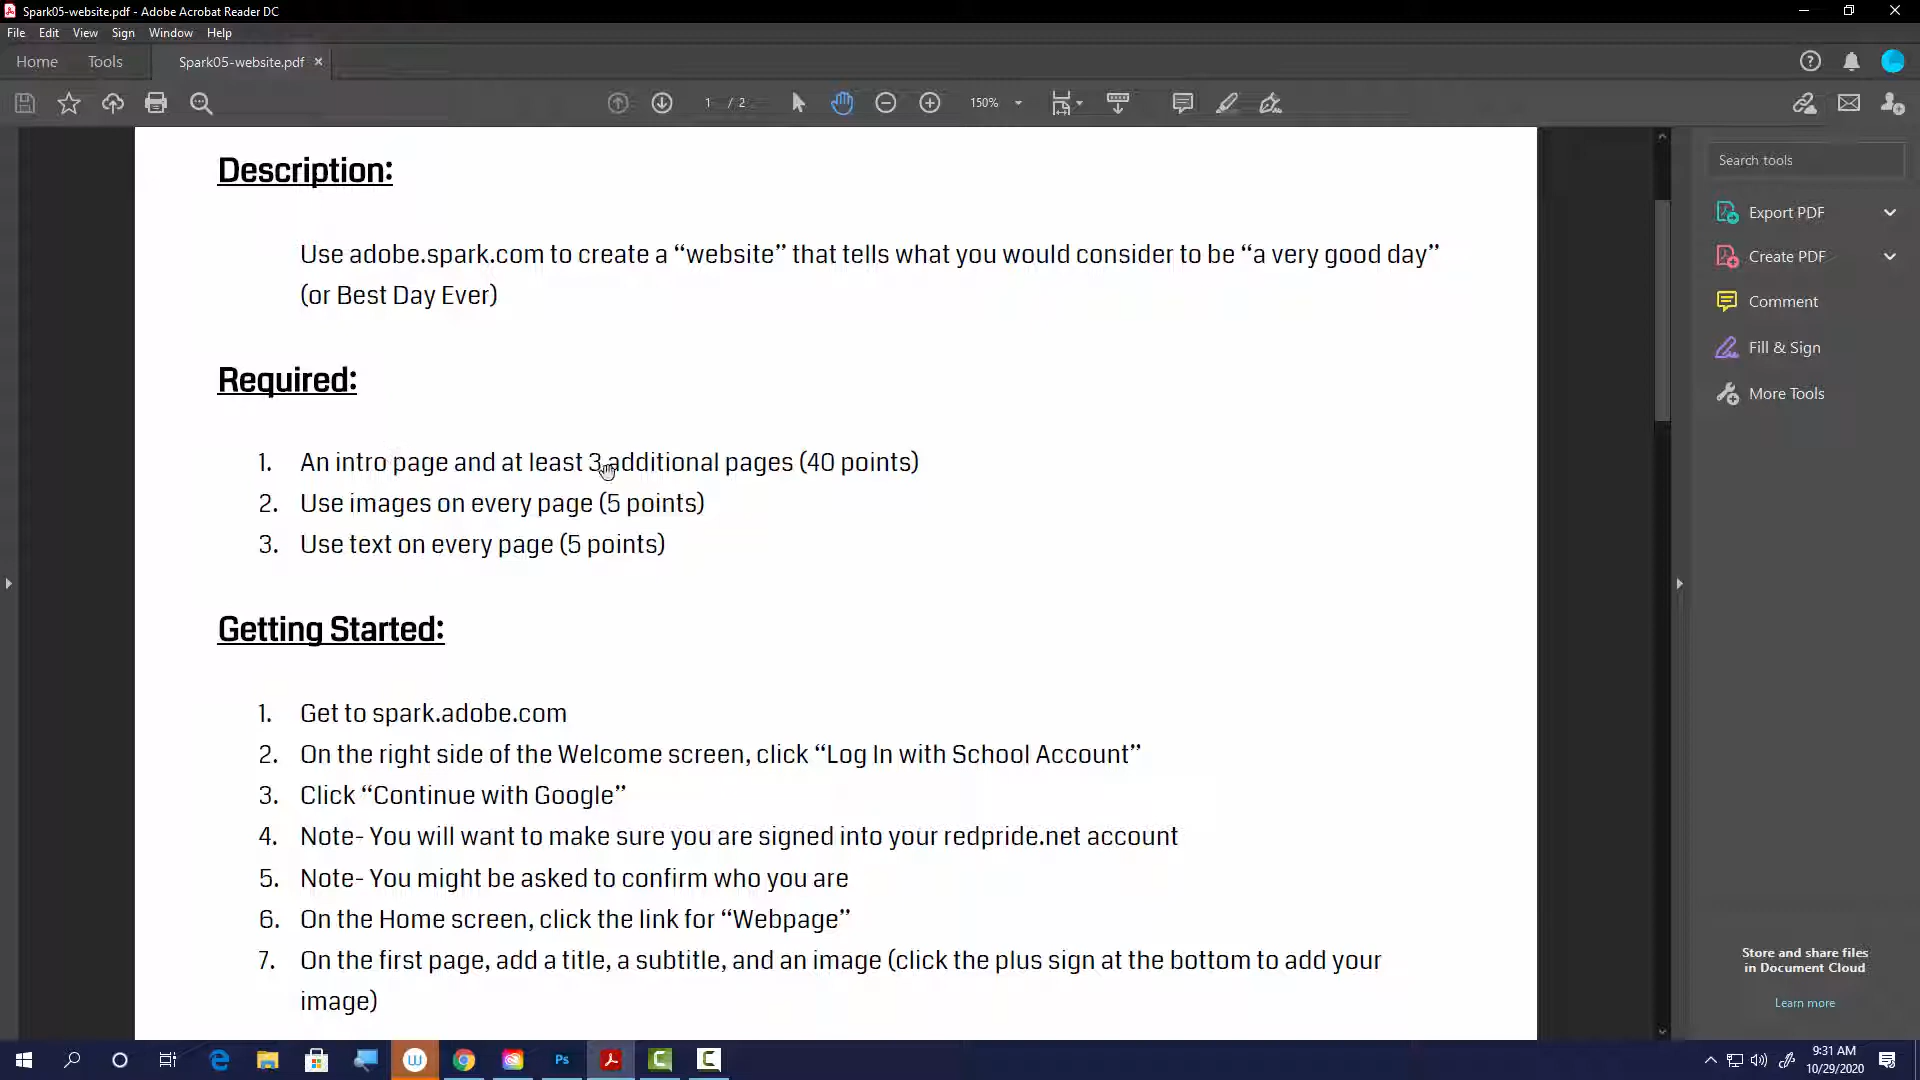 Spark05-website.pdf - Adobe Acrobat Reader DC
File Edit View Sign Window Help
Home Tools Spark05-website.pdf ×
1 / 2 150%
Description:
Use adobe.spark.com to create a “website” that tells what you would consider to be “a very good day”
(or Best Day Ever)
Required:
1. An intro page and at least 3 additional pages (40 points)
2. Use images on every page (5 points)
3. Use text on every page (5 points)
Getting Started:
1. Get to spark.adobe.com
2. On the right side of the Welcome screen, click “Log In with School Account”
3. Click “Continue with Google”
4. Note- You will want to make sure you are signed into your redpride.net account
5. Note- You might be asked to confirm who you are
6. On the Home screen, click the link for “Webpage”
7. On the first page, add a title, a subtitle, and an image (click the plus sign at the bottom to add your
image)
Search tools
Export PDF
Create PDF
Comment
Fill & Sign
More Tools
Store and share files
in Document Cloud
Learn more
Ps
9:31 AM
10/29/2020